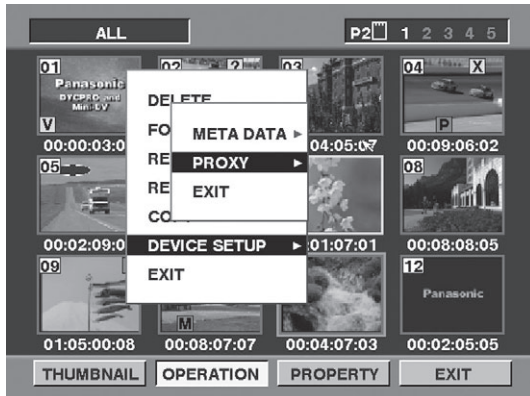 ALL
P2 1 2 3 4 5
01 02 ? 03 04 X
Panasonic
DVCPRO and
Mini-DV
V
P
00:00:03:0
04:05:0
00:09:06:02
DELETE
FO
RE
RE
COPY
DEVICE SETUP
EXIT
META DATA
PROXY
EXIT
05
08
00:02:09:0
:01:07:01
00:08:08:05
09
12
Panasonic
M
01:05:00:08
00:08:07:07
00:04:07:03
00:02:05:05
THUMBNAIL OPERATION PROPERTY EXIT